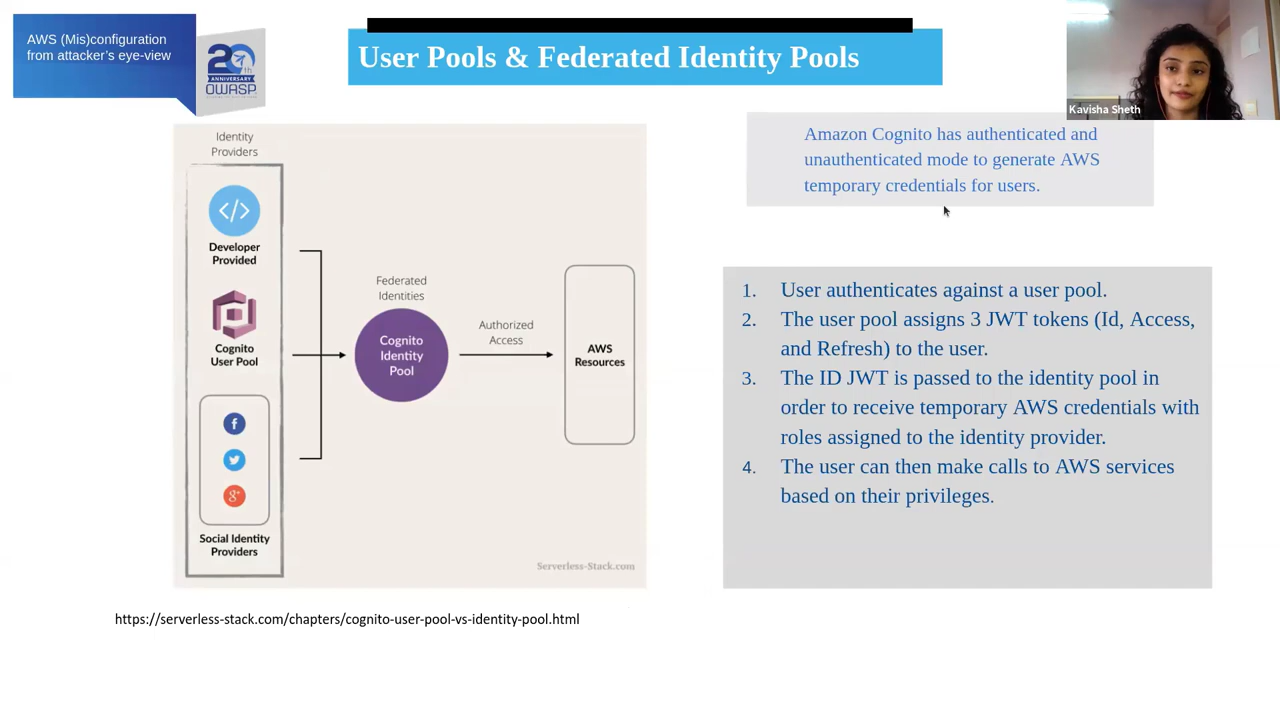 AWS (Mis)configuration
from attacker's eye-view
20th
ANNIVERSARY
OWASP
User Pools & Federated Identity Pools
Kavisha Sheth
Identity
Providers
</>
Developer
Provided
Cognito
User Pool
f
g+
Social Identity
Providers
Federated
Identities
Cognito
Identity
Pool
Authorized
Access
AWS
Resources
Serverless-Stack.com
https://serverless-stack.com/chapters/cognito-user-pool-vs-identity-pool.html
Amazon Cognito has authenticated and
unauthenticated mode to generate AWS
temporary credentials for users.
1. User authenticates against a user pool.
2. The user pool assigns 3 JWT tokens (Id, Access,
and Refresh) to the user.
3. The ID JWT is passed to the identity pool in
order to receive temporary AWS credentials with
roles assigned to the identity provider.
4. The user can then make calls to AWS services
based on their privileges.